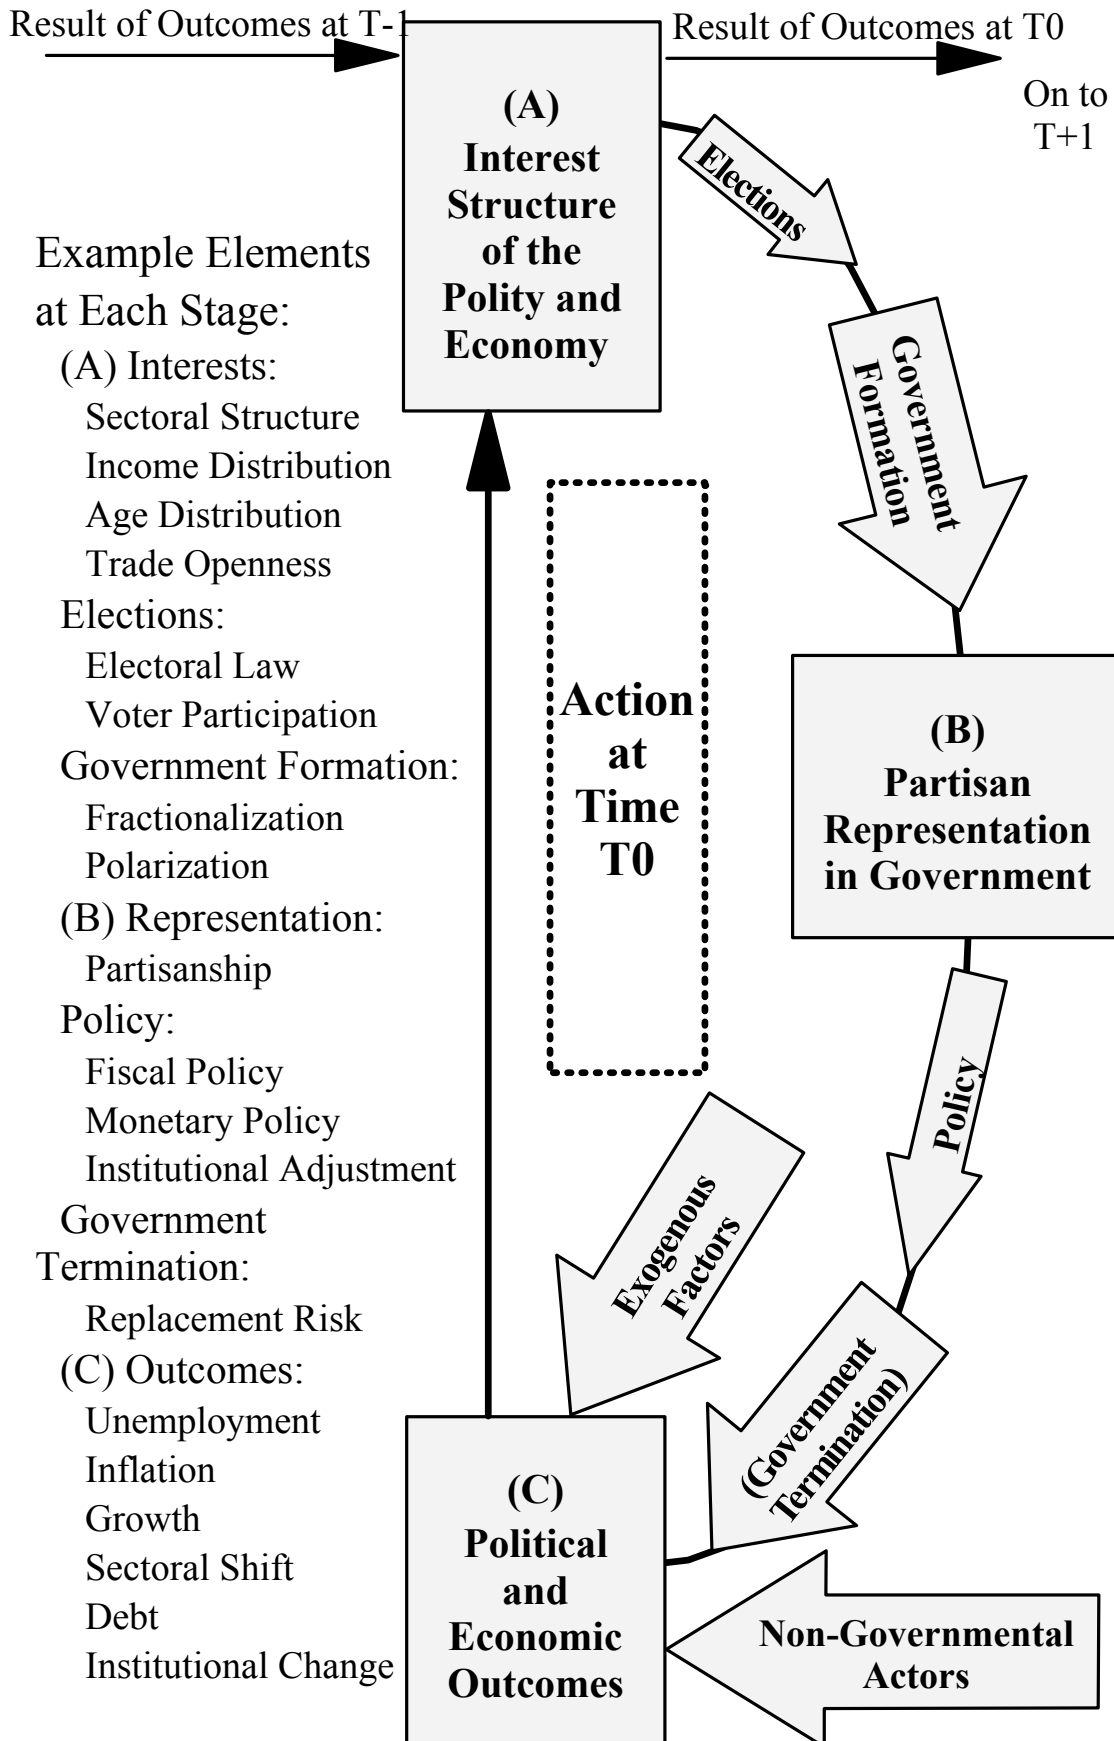 Result of Outcomes at T-1
Result of Outcomes at T0
On to
T+1
(A)
Interest
Structure
of the
Polity and
Economy
Elections
Government
Formation
Example Elements
at Each Stage:
(A) Interests:
Sectoral Structure
Income Distribution
Age Distribution
Trade Openness
Elections:
Electoral Law
Voter Participation
Government Formation:
Fractionalization
Polarization
(B) Representation:
Partisanship
Policy:
Fiscal Policy
Monetary Policy
Institutional Adjustment
Government
Termination:
Replacement Risk
(C) Outcomes:
Unemployment
Inflation
Growth
Sectoral Shift
Debt
Institutional Change
Action
at
Time
T0
(B)
Partisan
Representation
in Government
Policy
Exogenous
Factors
(Government
Termination)
(C)
Political
and
Economic
Outcomes
Non-Governmental
Actors